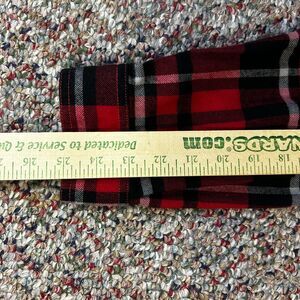 18 19 20 21 22 23 24 25 26
NARDS.com Dedicated to Service & Qu